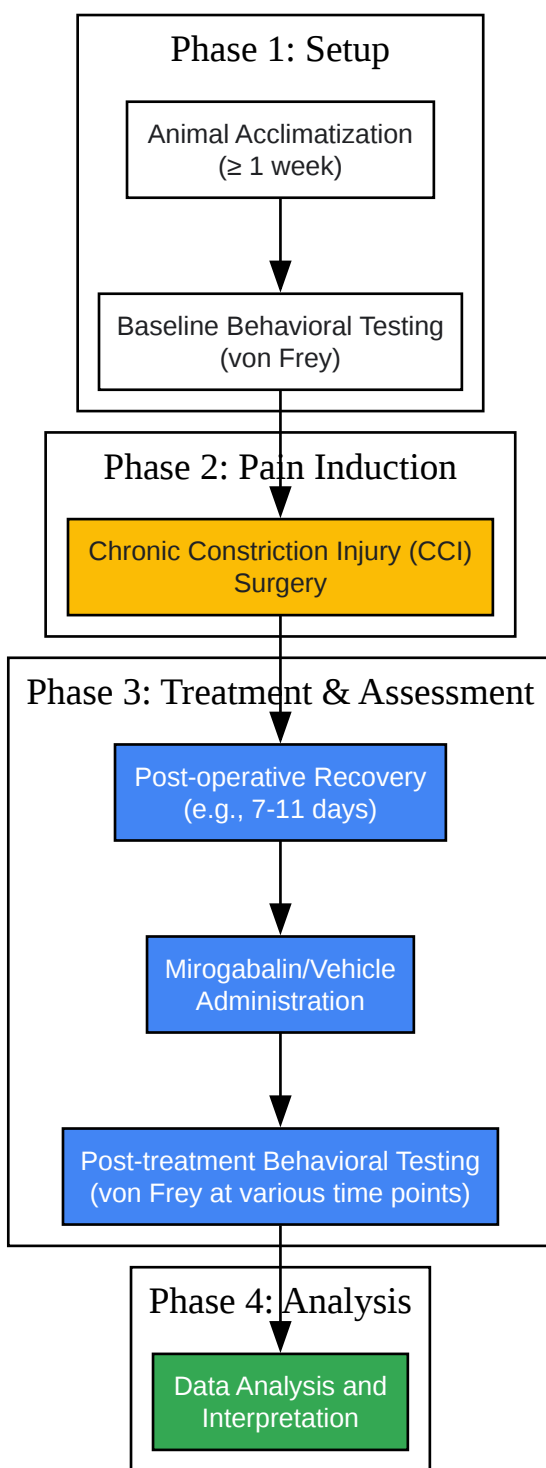 Phase 1: Setup
Animal Acclimatization
(≥ 1 week)
Baseline Behavioral Testing
(von Frey)
Phase 2: Pain Induction
Chronic Constriction Injury (CCI)
Surgery
Phase 3: Treatment & Assessment
Post-operative Recovery
(e.g., 7-11 days)
Mirogabalin/Vehicle
Administration
Post-treatment Behavioral Testing
(von Frey at various time points)
Phase 4: Analysis
Data Analysis and
Interpretation